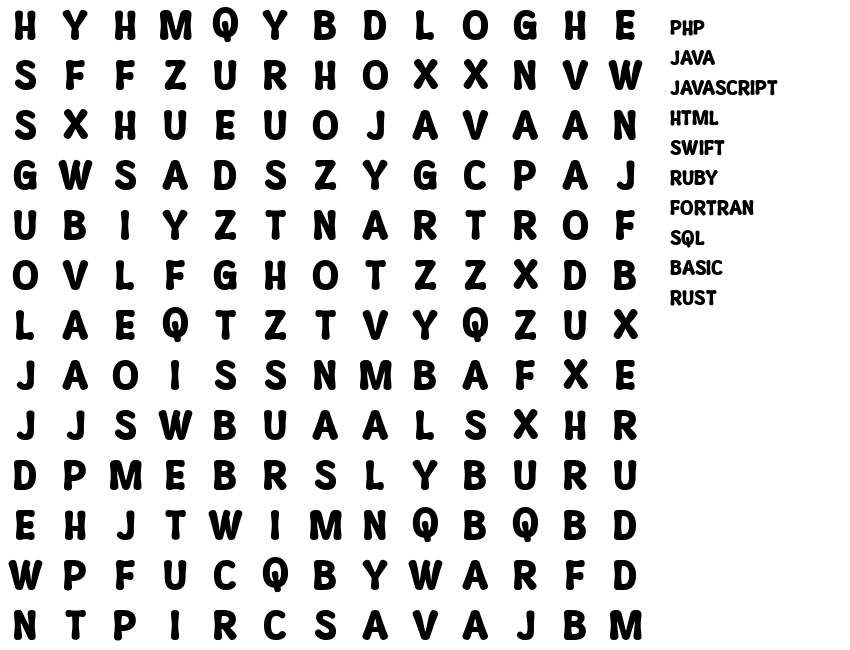 H Y H M Q Y B D L O G H E
S F F Z U R H O X X N V W
S X H U E U O J A V A A N
G W S A D S Z Y G C P A J
U B I Y Z T N A R T R O F
O V L F G H O T Z Z X D B
L A E Q T Z T V Y Q Z U X
J A O I S S N M B A F X E
J J S W B U A A L S X H R
D P M E B R S L Y B U R U
E H J T W I M N Q B Q B D
W P F U C Q B Y W A R F D
N T P I R C S A V A J B M
PHP
JAVA
JAVASCRIPT
HTML
SWIFT
RUBY
FORTRAN
SQL
BASIC
RUST